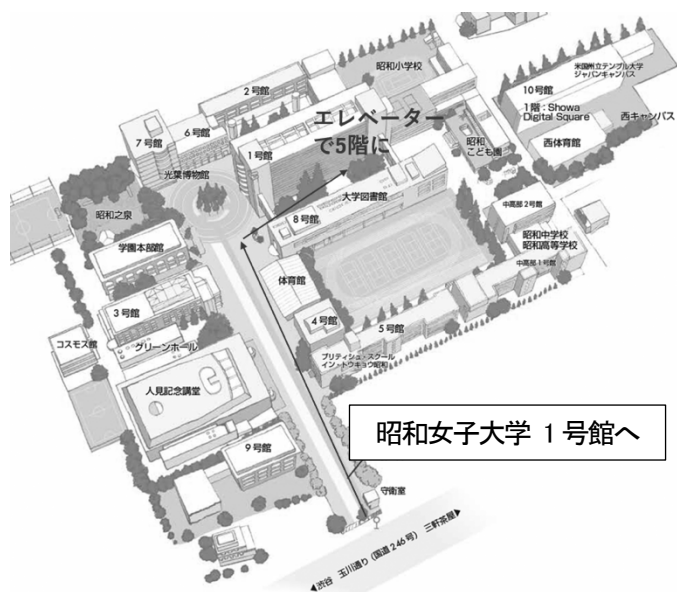 昭和小学校
2号館
米国州立テンプル大学
ジャパンキャンパス
10号館
1階：Showa
Digital Square
西キャンパス
西体育館
エレベーター
で5階に
6号館
7号館
1号館
昭和
こども園
光葉博物館
大学図書館
8号館
中高部2号館
昭和之泉
昭和中学校
昭和高等学校
中高部1号館
学園本部館
体育館
3号館
4号館
5号館
コスモス館
グリーンホール
ブリティッシュ・スクール
イン・トウキョウ昭和
人見記念講堂
昭和女子大学 1号館へ
9号館
守衛室
◀渋谷 玉川通り（国道246号） 三軒茶屋▶